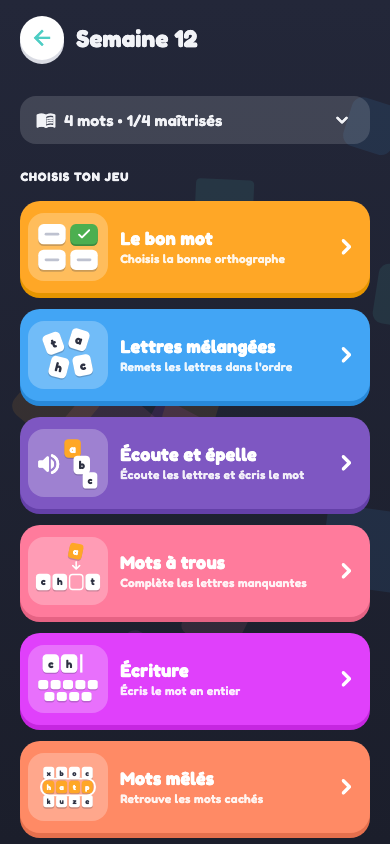 Semaine 12
4 mots • 1/4 maîtrisés
CHOISIS TON JEU
Le bon mot
Choisis la bonne orthographe
t a
h c
Lettres mélangées
Remets les lettres dans l'ordre
a
b
c
Écoute et épelle
Écoute les lettres et écris le mot
a
c h t
Mots à trous
Complète les lettres manquantes
c h
Écriture
Écris le mot en entier
x b o c
h a t p
k u z e
Mots mêlés
Retrouve les mots cachés